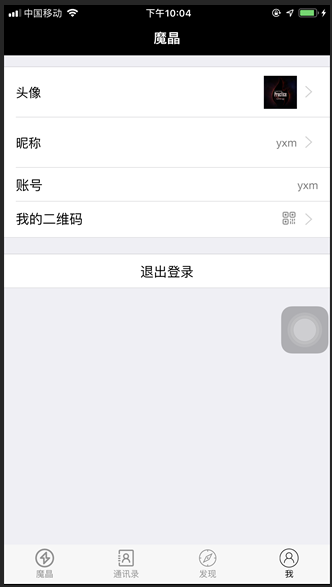 中国移动 下午10:04
魔晶
头像
昵称 yxm
账号 yxm
我的二维码
退出登录
魔晶 通讯录 发现 我